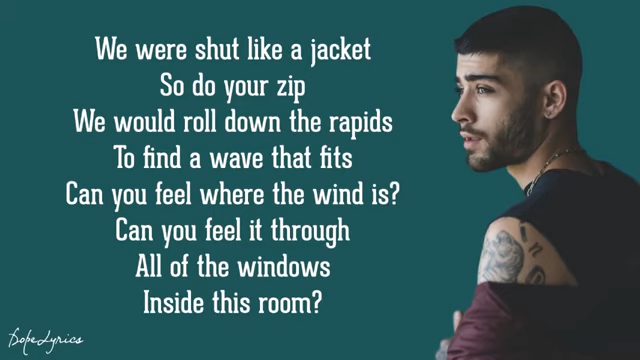 We were shut like a jacket
So do your zip
We would roll down the rapids
To find a wave that fits
Can you feel where the wind is?
Can you feel it through
All of the windows
Inside this room?
DopeLyrics